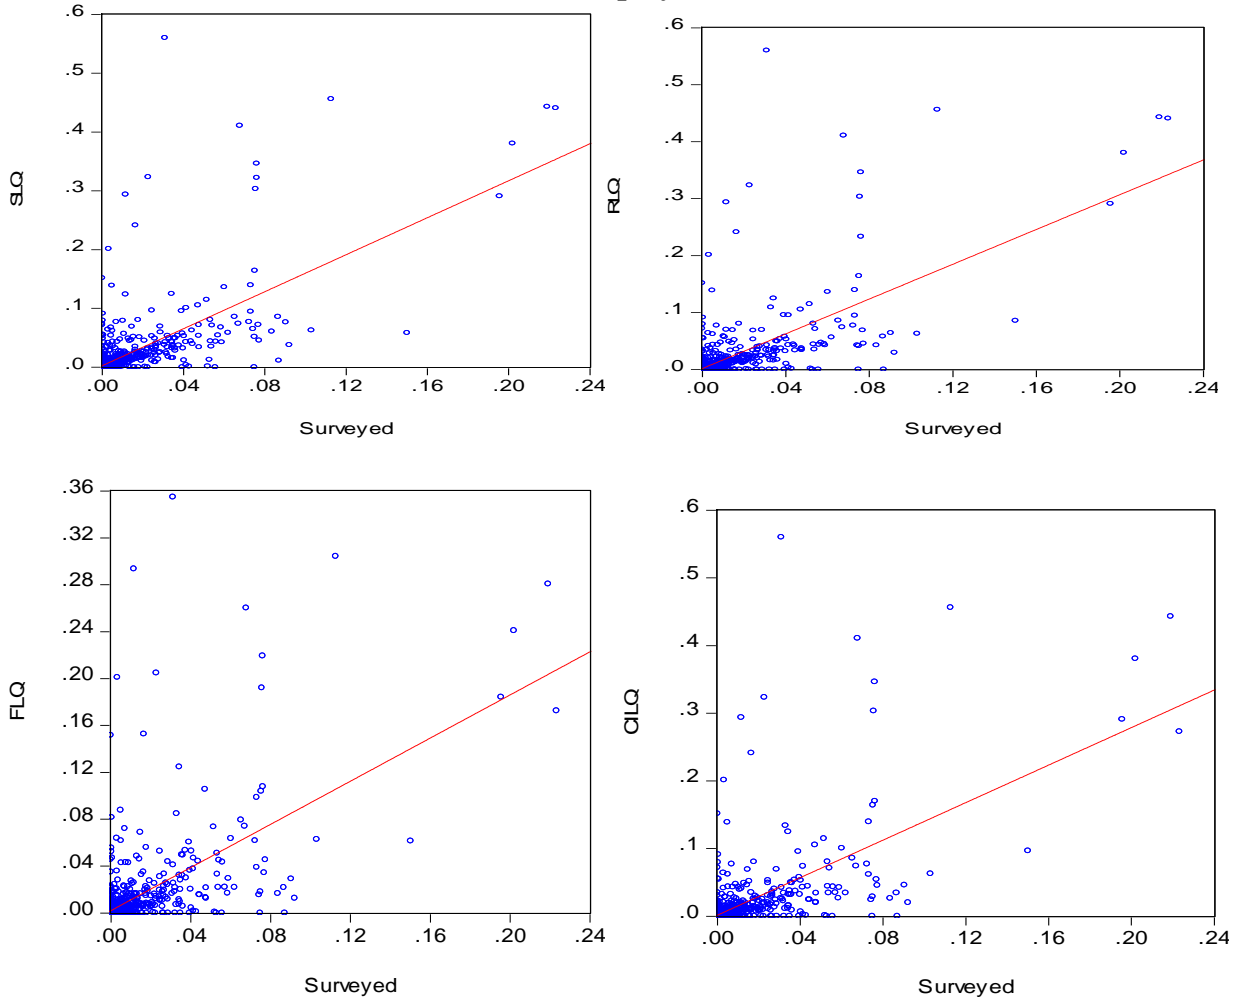 .6
.5
.4
.3
.2
.1
.0
SLQ
.00 .04 .08 .12 .16 .20 .24
Surveyed
.6
.5
.4
.3
.2
.1
.0
RLQ
.00 .04 .08 .12 .16 .20 .24
Surveyed
.36
.32
.28
.24
.20
.16
.12
.08
.04
.00
FLQ
.00 .04 .08 .12 .16 .20 .24
Surveyed
.6
.5
.4
.3
.2
.1
.0
CILQ
.00 .04 .08 .12 .16 .20 .24
Surveyed